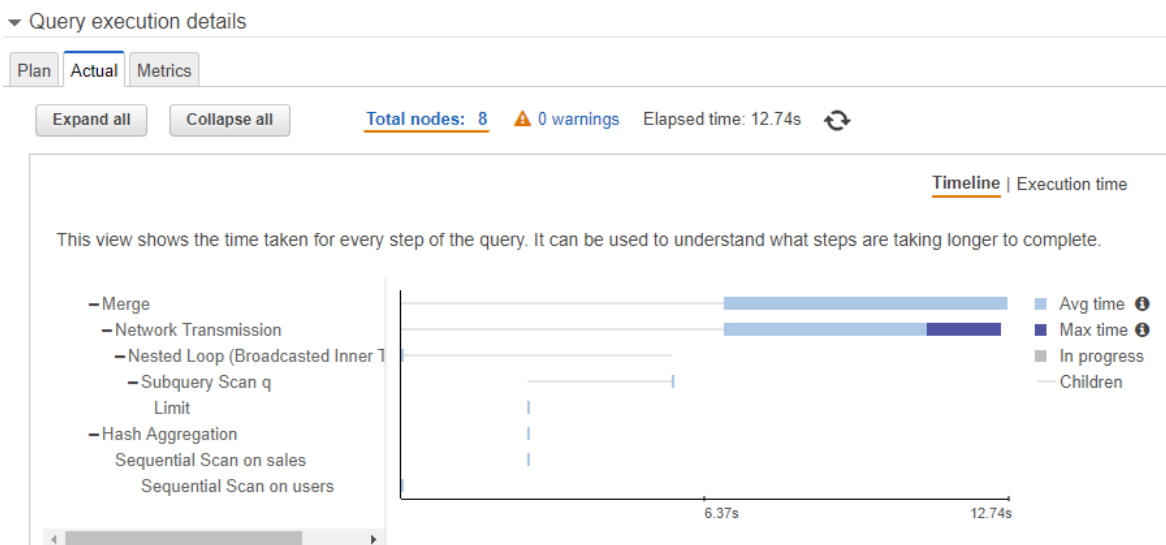 Query execution details
Plan Actual Metrics
Expand all Collapse all Total nodes: 8 0 warnings Elapsed time: 12.74s
Timeline | Execution time
This view shows the time taken for every step of the query. It can be used to understand what steps are taking longer to complete.
Merge
Network Transmission
Nested Loop (Broadcasted Inner T
Subquery Scan q
Limit
Hash Aggregation
Sequential Scan on sales
Sequential Scan on users
6.37s 12.74s
Avg time
Max time
In progress
Children